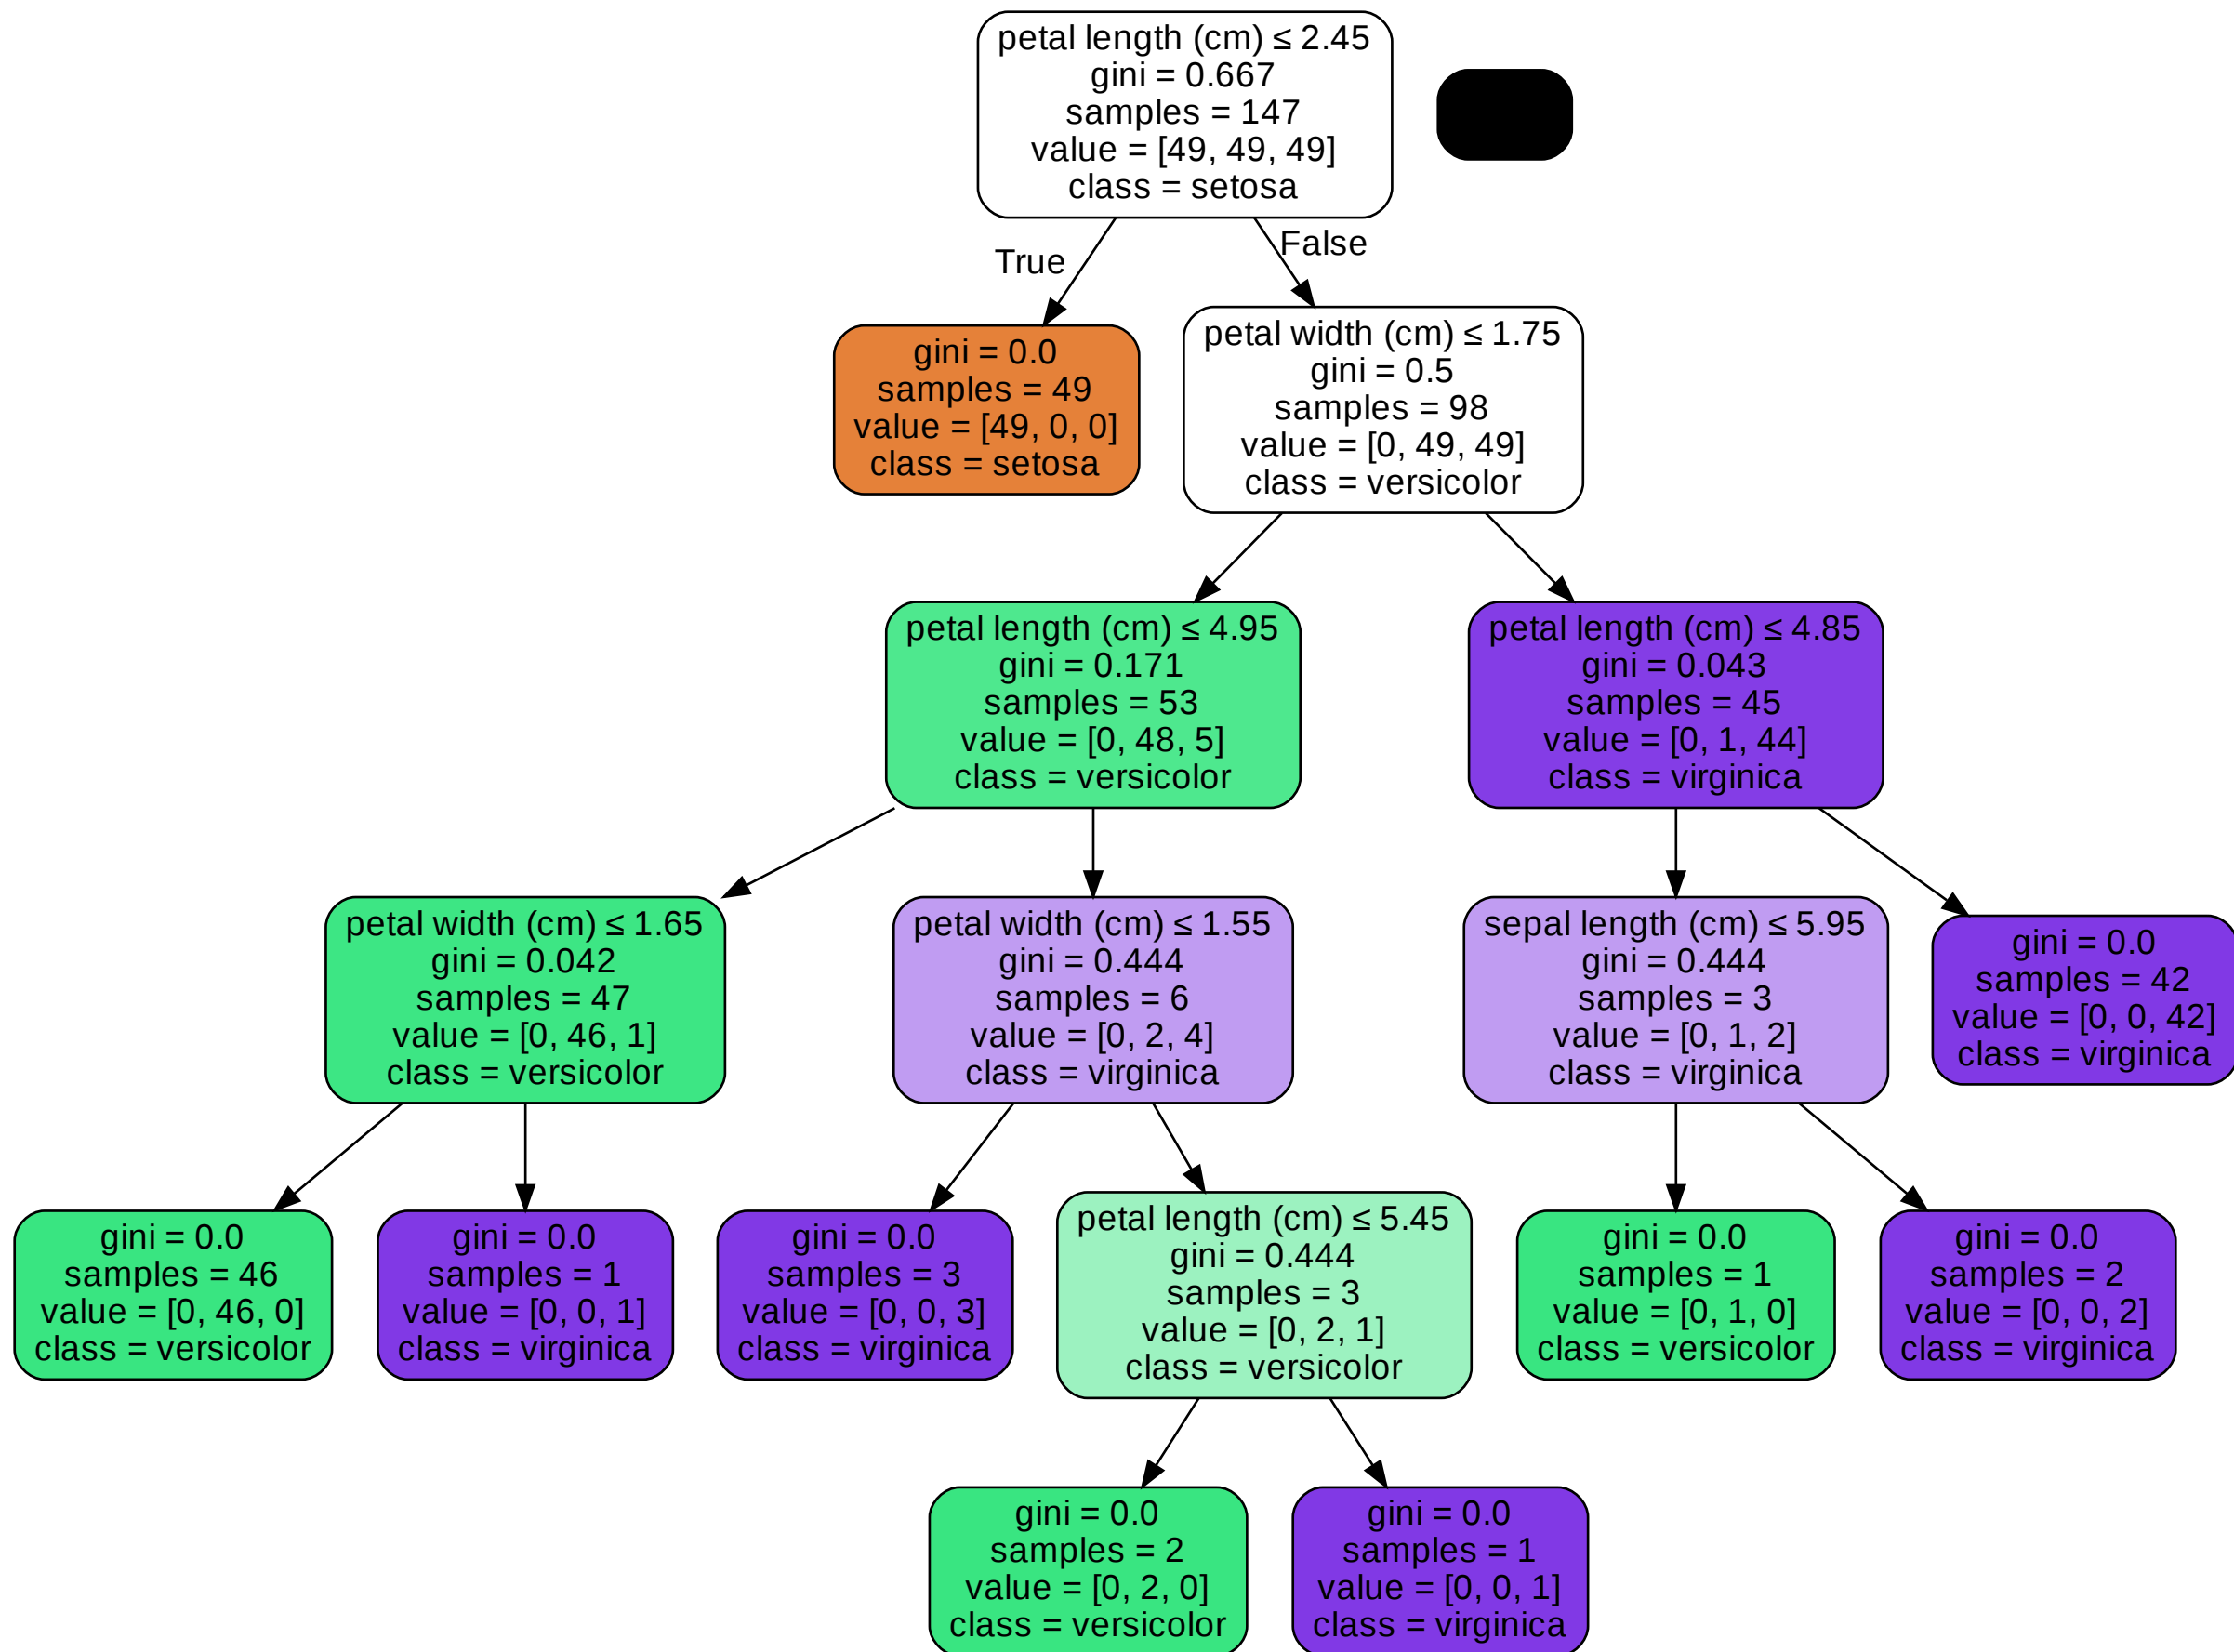 petal length (cm) ≤ 2.45
gini = 0.667
samples = 147
value = [49, 49, 49]
class = setosa
True
False
gini = 0.0
samples = 49
value = [49, 0, 0]
class = setosa
petal width (cm) ≤ 1.75
gini = 0.5
samples = 98
value = [0, 49, 49]
class = versicolor
petal length (cm) ≤ 4.95
gini = 0.171
samples = 53
value = [0, 48, 5]
class = versicolor
petal length (cm) ≤ 4.85
gini = 0.043
samples = 45
value = [0, 1, 44]
class = virginica
petal width (cm) ≤ 1.65
gini = 0.042
samples = 47
value = [0, 46, 1]
class = versicolor
petal width (cm) ≤ 1.55
gini = 0.444
samples = 6
value = [0, 2, 4]
class = virginica
sepal length (cm) ≤ 5.95
gini = 0.444
samples = 3
value = [0, 1, 2]
class = virginica
gini = 0.0
samples = 42
value = [0, 0, 42]
class = virginica
gini = 0.0
samples = 46
value = [0, 46, 0]
class = versicolor
gini = 0.0
samples = 1
value = [0, 0, 1]
class = virginica
gini = 0.0
samples = 3
value = [0, 0, 3]
class = virginica
petal length (cm) ≤ 5.45
gini = 0.444
samples = 3
value = [0, 2, 1]
class = versicolor
gini = 0.0
samples = 1
value = [0, 1, 0]
class = versicolor
gini = 0.0
samples = 2
value = [0, 0, 2]
class = virginica
gini = 0.0
samples = 2
value = [0, 2, 0]
class = versicolor
gini = 0.0
samples = 1
value = [0, 0, 1]
class = virginica